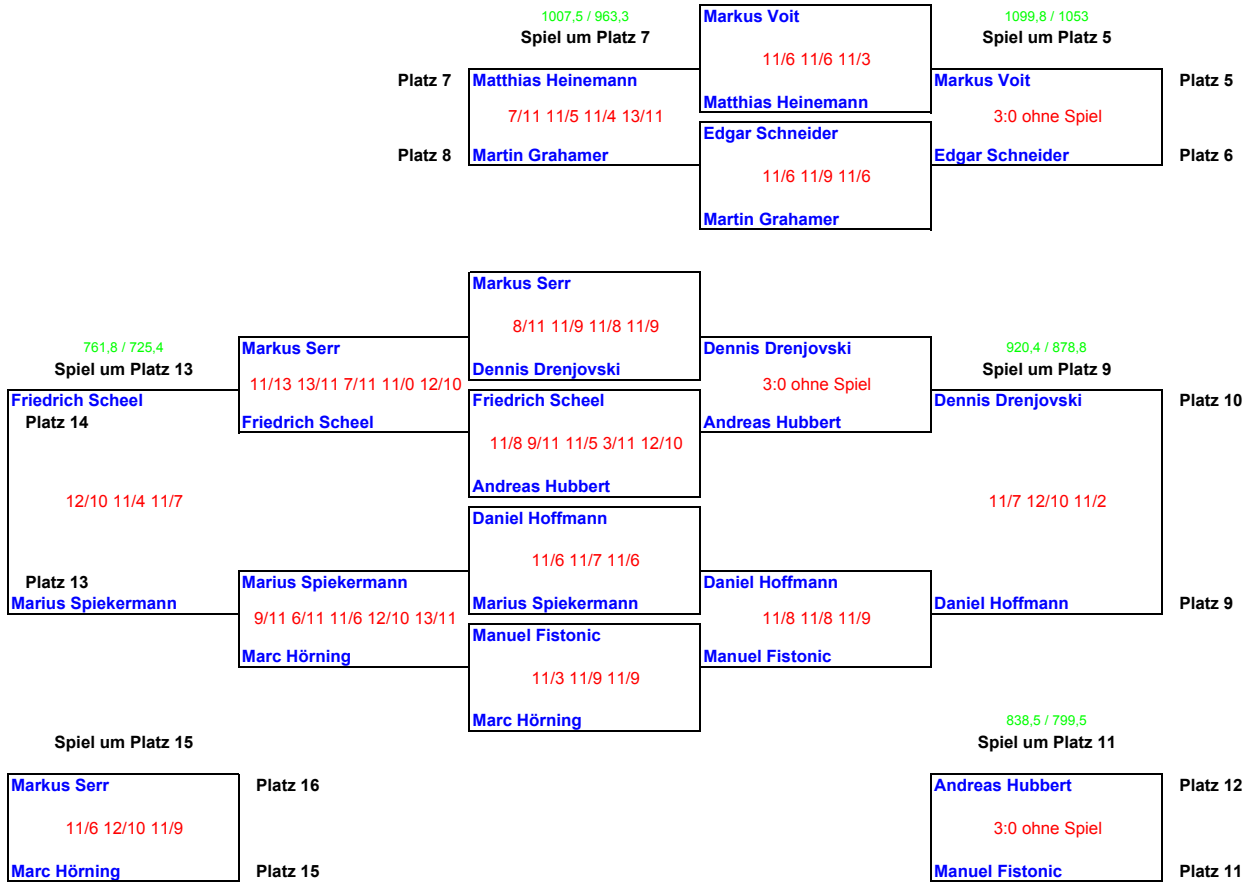 1007,5 / 963,3
Markus Voit
1099,8 / 1053
Spiel um Platz 7
Spiel um Platz 5
11/6 11/6 11/3
Platz 7
Matthias Heinemann
Markus Voit
Platz 5
Matthias Heinemann
7/11 11/5 11/4 13/11
3:0 ohne Spiel
Edgar Schneider
Platz 8
Martin Grahamer
Edgar Schneider
Platz 6
11/6 11/9 11/6
Martin Grahamer
Markus Serr
8/11 11/9 11/8 11/9
761,8 / 725,4
Markus Serr
Dennis Drenjovski
920,4 / 878,8
Spiel um Platz 13
Dennis Drenjovski
Spiel um Platz 9
11/13 13/11 7/11 11/0 12/10
3:0 ohne Spiel
Friedrich Scheel
Friedrich Scheel
Dennis Drenjovski
Platz 10
Platz 14
Friedrich Scheel
Andreas Hubbert
11/8 9/11 11/5 3/11 12/10
Andreas Hubbert
12/10 11/4 11/7
11/7 12/10 11/2
Daniel Hoffmann
11/6 11/7 11/6
Platz 13
Marius Spiekermann
Daniel Hoffmann
Marius Spiekermann
Marius Spiekermann
Daniel Hoffmann
Platz 9
9/11 6/11 11/6 12/10 13/11
11/8 11/8 11/9
Manuel Fistonic
Marc Hörning
Manuel Fistonic
11/3 11/9 11/9
Marc Hörning
838,5 / 799,5
Spiel um Platz 15
Spiel um Platz 11
Markus Serr
Platz 16
Andreas Hubbert
Platz 12
11/6 12/10 11/9
3:0 ohne Spiel
Marc Hörning
Platz 15
Manuel Fistonic
Platz 11